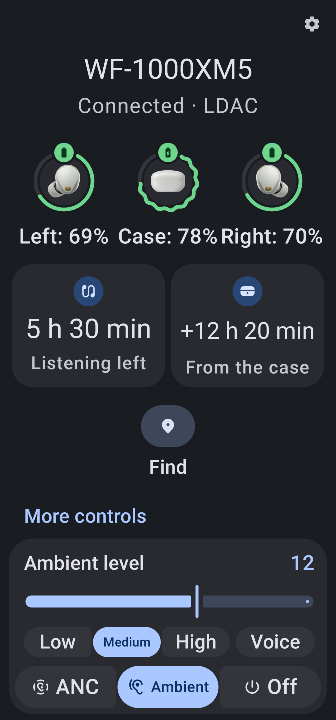 WF-1000XM5
Connected · LDAC
Left: 69% Case: 78% Right: 70%
5 h 30 min
Listening left
+12 h 20 min
From the case
Find
More controls
Ambient level 12
Low Medium High Voice
ANC Ambient Off